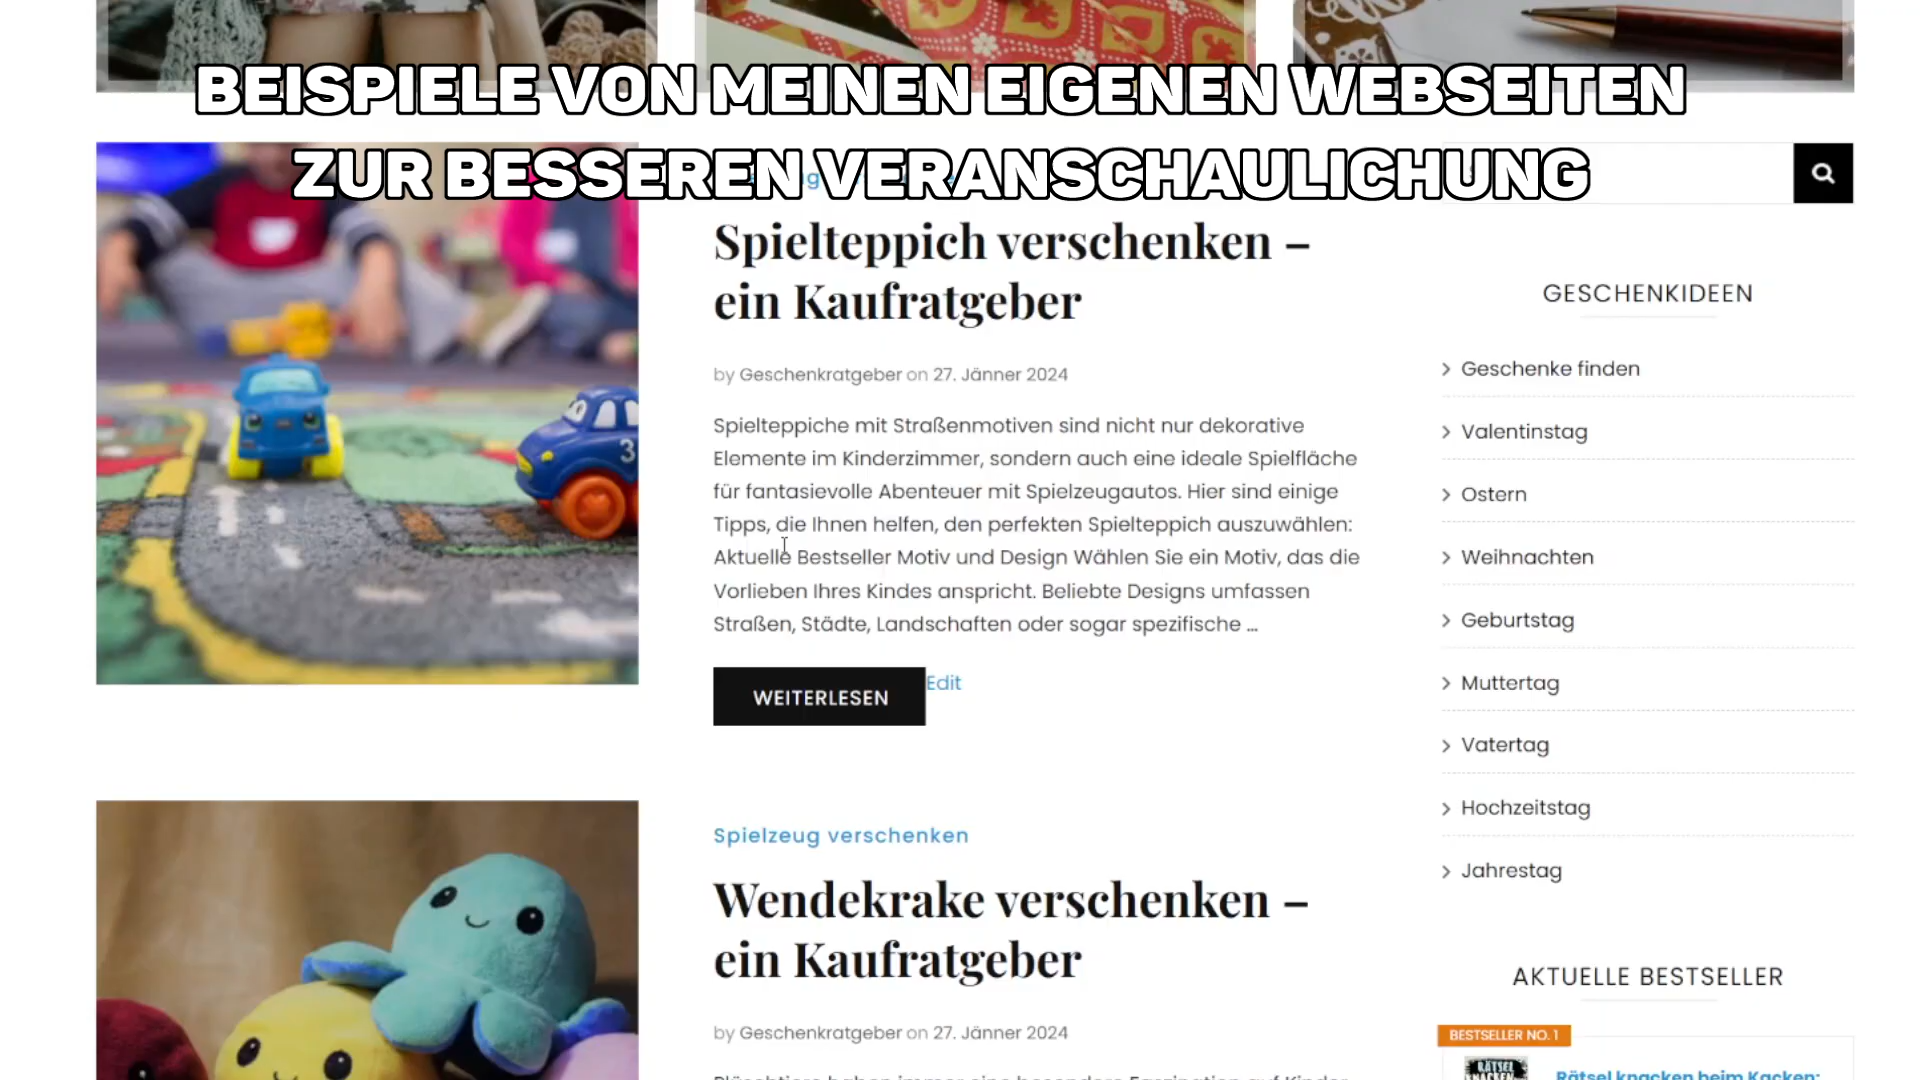 BEISPIELE VON MEINEN EIGENEN WEBSEITEN
ZUR BESSEREN VERANSCHAULICHUNG
Spielteppich verschenken –
ein Kaufratgeber
by Geschenkratgeber on 27. Jänner 2024
Spielteppiche mit Straßenmotiven sind nicht nur dekorative
Elemente im Kinderzimmer, sondern auch eine ideale Spielfläche
für fantasievolle Abenteuer mit Spielzeugautos. Hier sind einige
Tipps, die Ihnen helfen, den perfekten Spielteppich auszuwählen:
Aktuelle Bestseller Motiv und Design Wählen Sie ein Motiv, das die
Vorlieben Ihres Kindes anspricht. Beliebte Designs umfassen
Straßen, Städte, Landschaften oder sogar spezifische ...
WEITERLESEN
Edit
Spielzeug verschenken
Wendekrake verschenken –
ein Kaufratgeber
by Geschenkratgeber on 27. Jänner 2024
GESCHENKIDEEN
Geschenke finden
Valentinstag
Ostern
Weihnachten
Geburtstag
Muttertag
Vatertag
Hochzeitstag
Jahrestag
AKTUELLE BESTSELLER
BESTSELLER NO. 1
RÄTSEL
KNACKEN
Rätsel knacken beim Kacken:
3